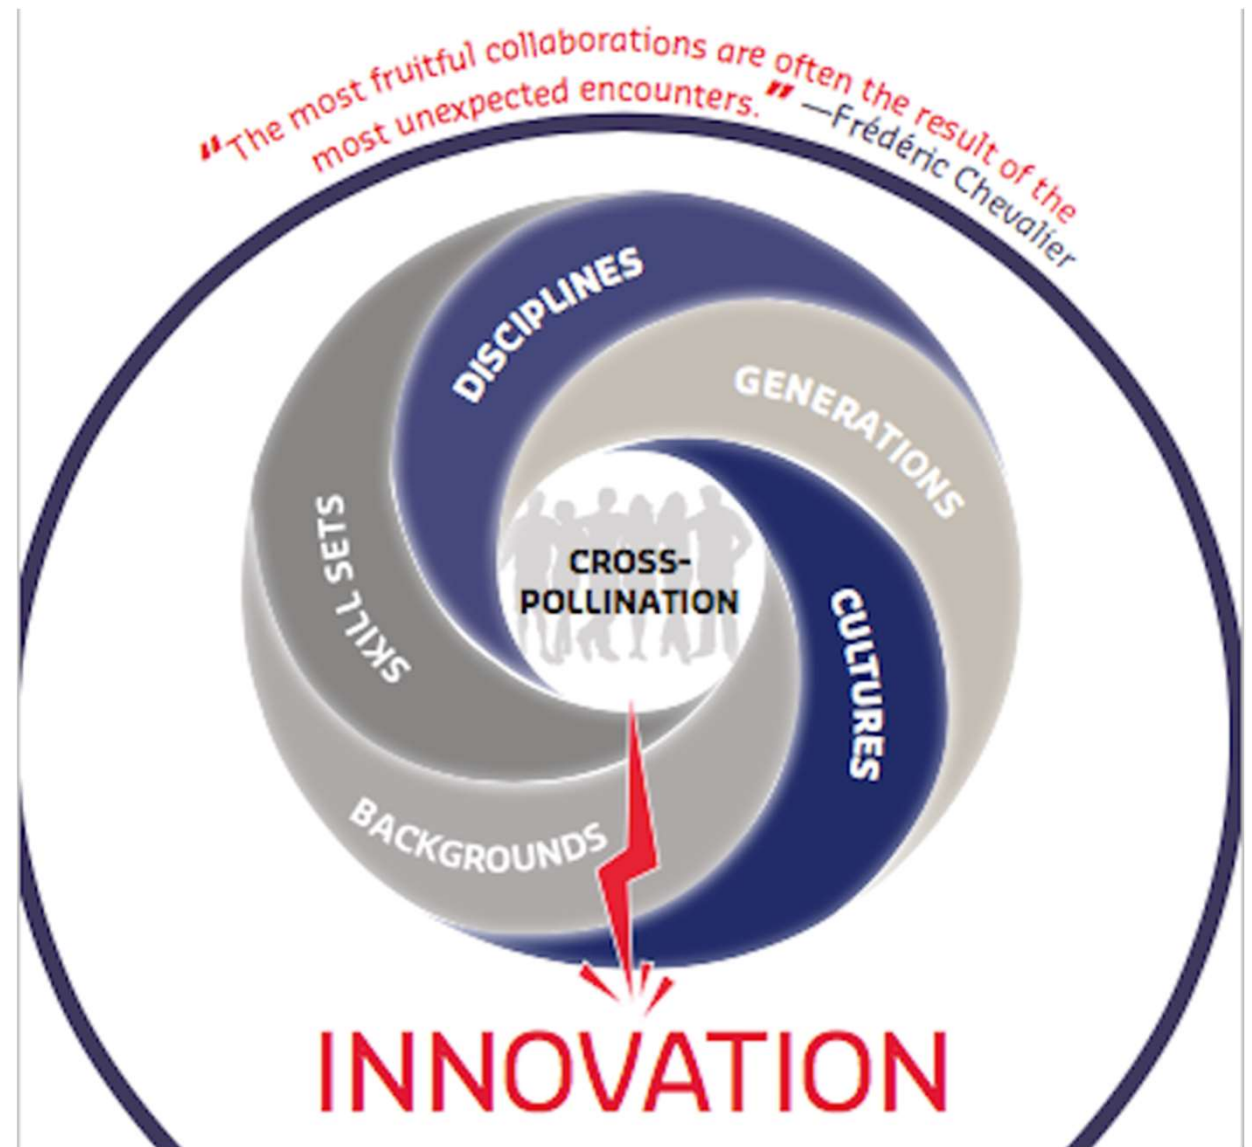 “The most fruitful collaborations are often the result of the
most unexpected encounters.” —Frédéric Chevalier
DISCIPLINES
GENERATIONS
SKILL SETS
CROSS-
POLLINATION
CULTURES
BACKGROUNDS
INNOVATION